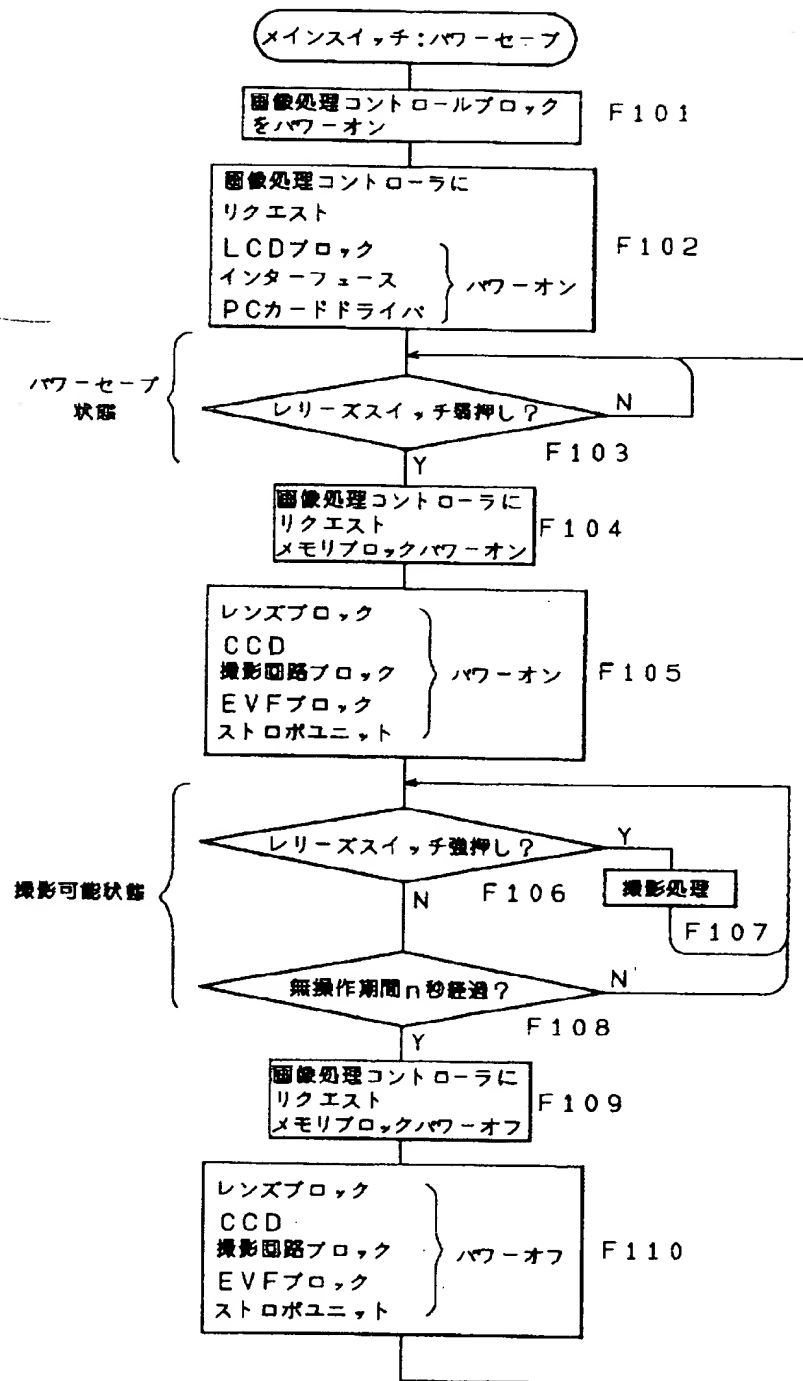 メインスイッチ:パワーセーブ
画像処理コントロールブロック
をパワーオン
F101
画像処理コントローラに
リクエスト
LCDブロック
インターフェース
PCカードドライバ
パワーオン
F102
パワーセーブ
状態
レリーズスイッチ弱押し?
N
F103
Y
画像処理コントローラに
リクエスト
メモリブロックパワーオン
F104
レンズブロック
CCD
撮影回路ブロック
EVFブロック
ストロボユニット
パワーオン
F105
撮影可能状態
レリーズスイッチ強押し?
Y
F106
N
撮影処理
F107
無操作期間n秒経過?
N
F108
Y
画像処理コントローラに
リクエスト
メモリブロックパワーオフ
F109
レンズブロック
CCD
撮影回路ブロック
EVFブロック
ストロボユニット
パワーオフ
F110